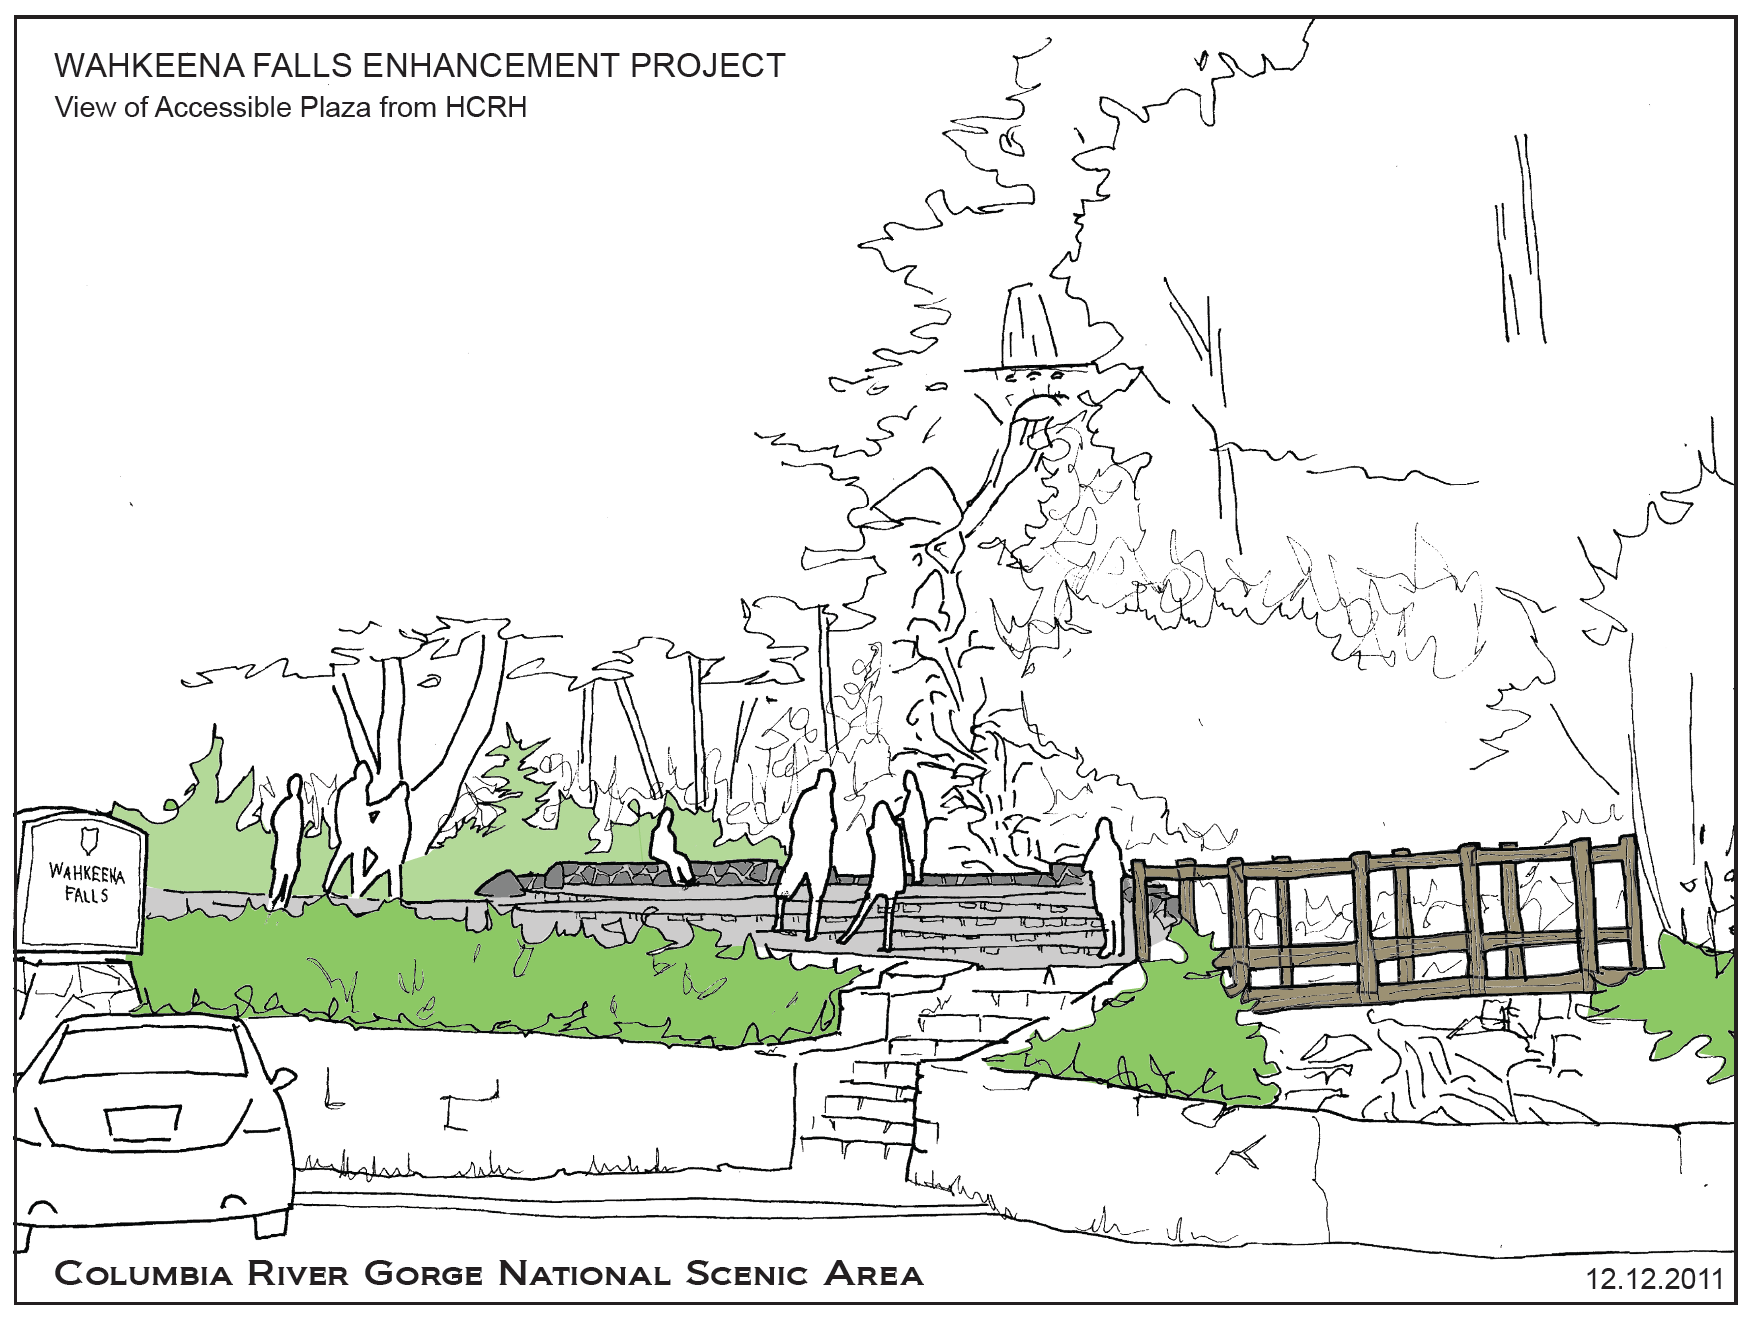 WAHKEENA FALLS ENHANCEMENT PROJECT
View of Accessible Plaza from HCRH
WAHKEENA
FALLS
COLUMBIA RIVER GORGE NATIONAL SCENIC AREA
12.12.2011